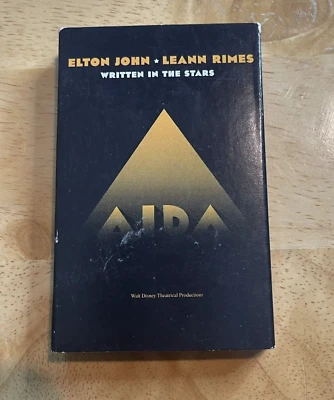 ELTON JOHN ★ LEANN RIMES
WRITTEN IN THE STARS
AIDA
Walt Disney Theatrical Productions